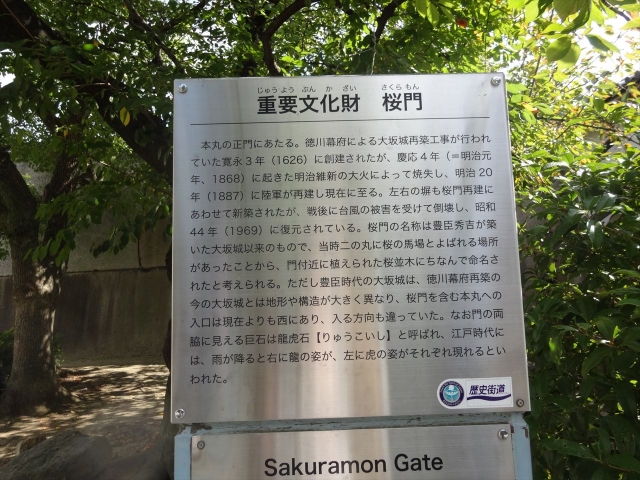 じゅう よう ぶん か ざい さくら もん
重要文化財 桜門
本丸の正門にあたる。徳川幕府による大坂城再築工事が行われ
ていた寛永3年（1626）に創建されたが、慶応4年（＝明治元
年、1868）に起きた明治維新の大火によって焼失し、明治20
年（1887）に陸軍が再建し現在に至る。左右の塀も桜門再建に
あわせて新築されたが、戦後に台風の被害を受けて倒壊し、昭和
44年（1969）に復元されている。桜門の名称は豊臣秀吉が築
いた大坂城以来のもので、当時二の丸に桜の馬場とよばれる場所
があったことから、門付近に植えられた桜並木にちなんで命名さ
れたと考えられる。ただし豊臣時代の大坂城は、徳川幕府再築の
今の大坂城とは地形や構造が大きく異なり、桜門を含む本丸への
入口は現在よりも西にあり、入る方向も違っていた。なお門の両
脇に見える巨石は龍虎石【りゅうこいし】と呼ばれ、江戸時代に
は、雨が降ると右に龍の姿が、左に虎の姿がそれぞれ現れるとい
われた。
歴史街道
Sakuramon Gate